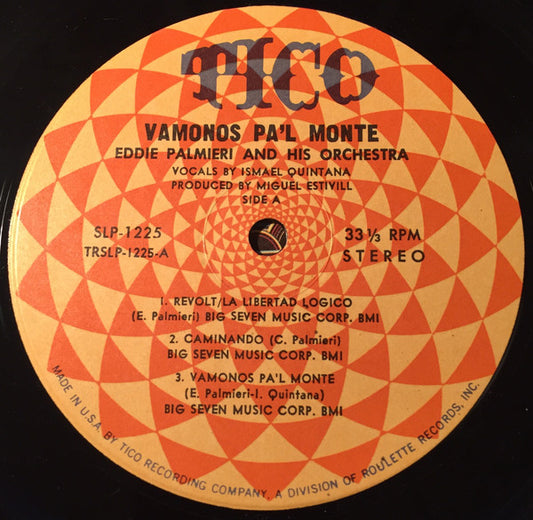 TICO
VAMONOS PA'L MONTE
EDDIE PALMIERI AND HIS ORCHESTRA
VOCALS BY ISMAEL QUINTANA
PRODUCED BY MIGUEL ESTIVILL
SIDE A
SLP-1225
TRSLP-1225-A
33 1/3 RPM
STEREO
1. REVOLT/LA LIBERTAD LOGICO
(E. Palmieri) BIG SEVEN MUSIC CORP. BMI
2. CAMINANDO (C. Palmieri)
BIG SEVEN MUSIC CORP. BMI
3. VAMONOS PA'L MONTE
(E. Palmieri-I. Quintana)
BIG SEVEN MUSIC CORP. BMI
MADE IN U.S.A. BY TICO RECORDING COMPANY, A DIVISION OF ROULETTE RECORDS, INC.